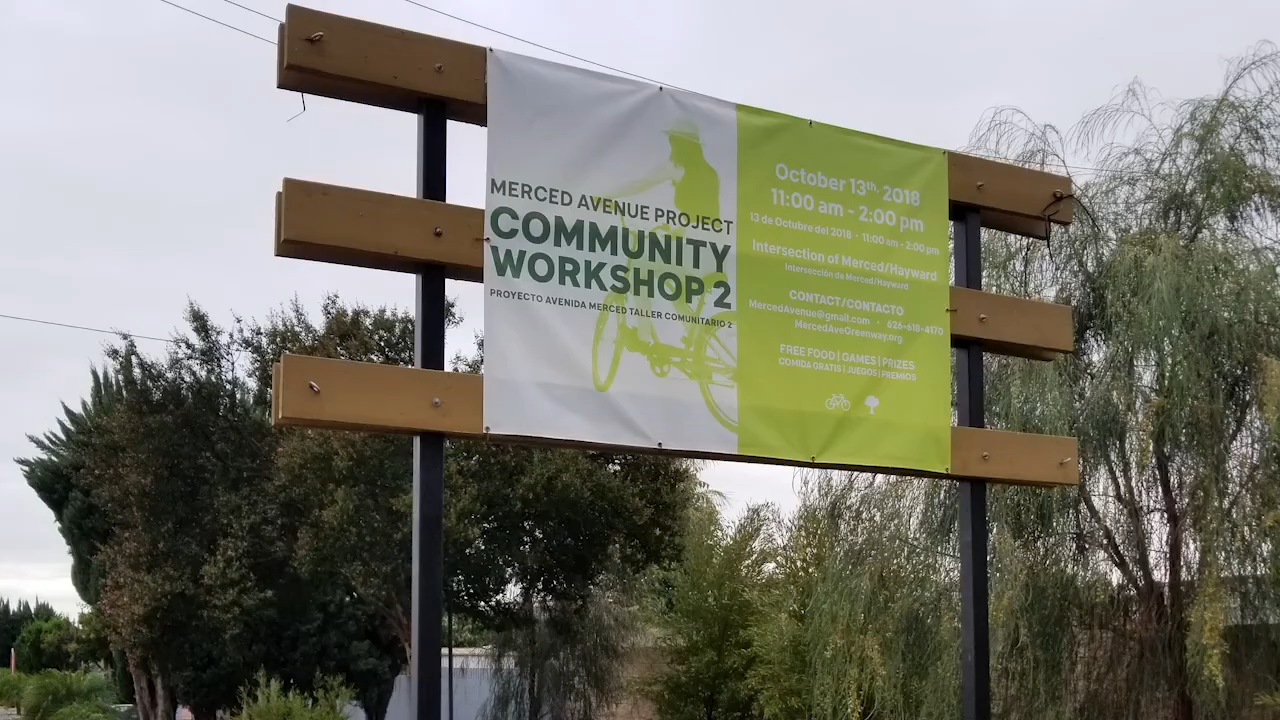 MERCED AVENUE PROJECT
COMMUNITY
WORKSHOP 2
PROYECTO AVENIDA MERCED TALLER COMUNITARIO 2
October 13th, 2018
11:00 am - 2:00 pm
13 de Octubre del 2018 · 11:00 am - 2:00 pm
Intersection of Merced/Hayward
Intersección de Merced/Hayward
CONTACT/CONTACTO
MercedAvenue@gmail.com · 626-618-4170
MercedAveGreenway.org
FREE FOOD | GAMES | PRIZES
COMIDA GRATIS | JUEGOS | PREMIOS